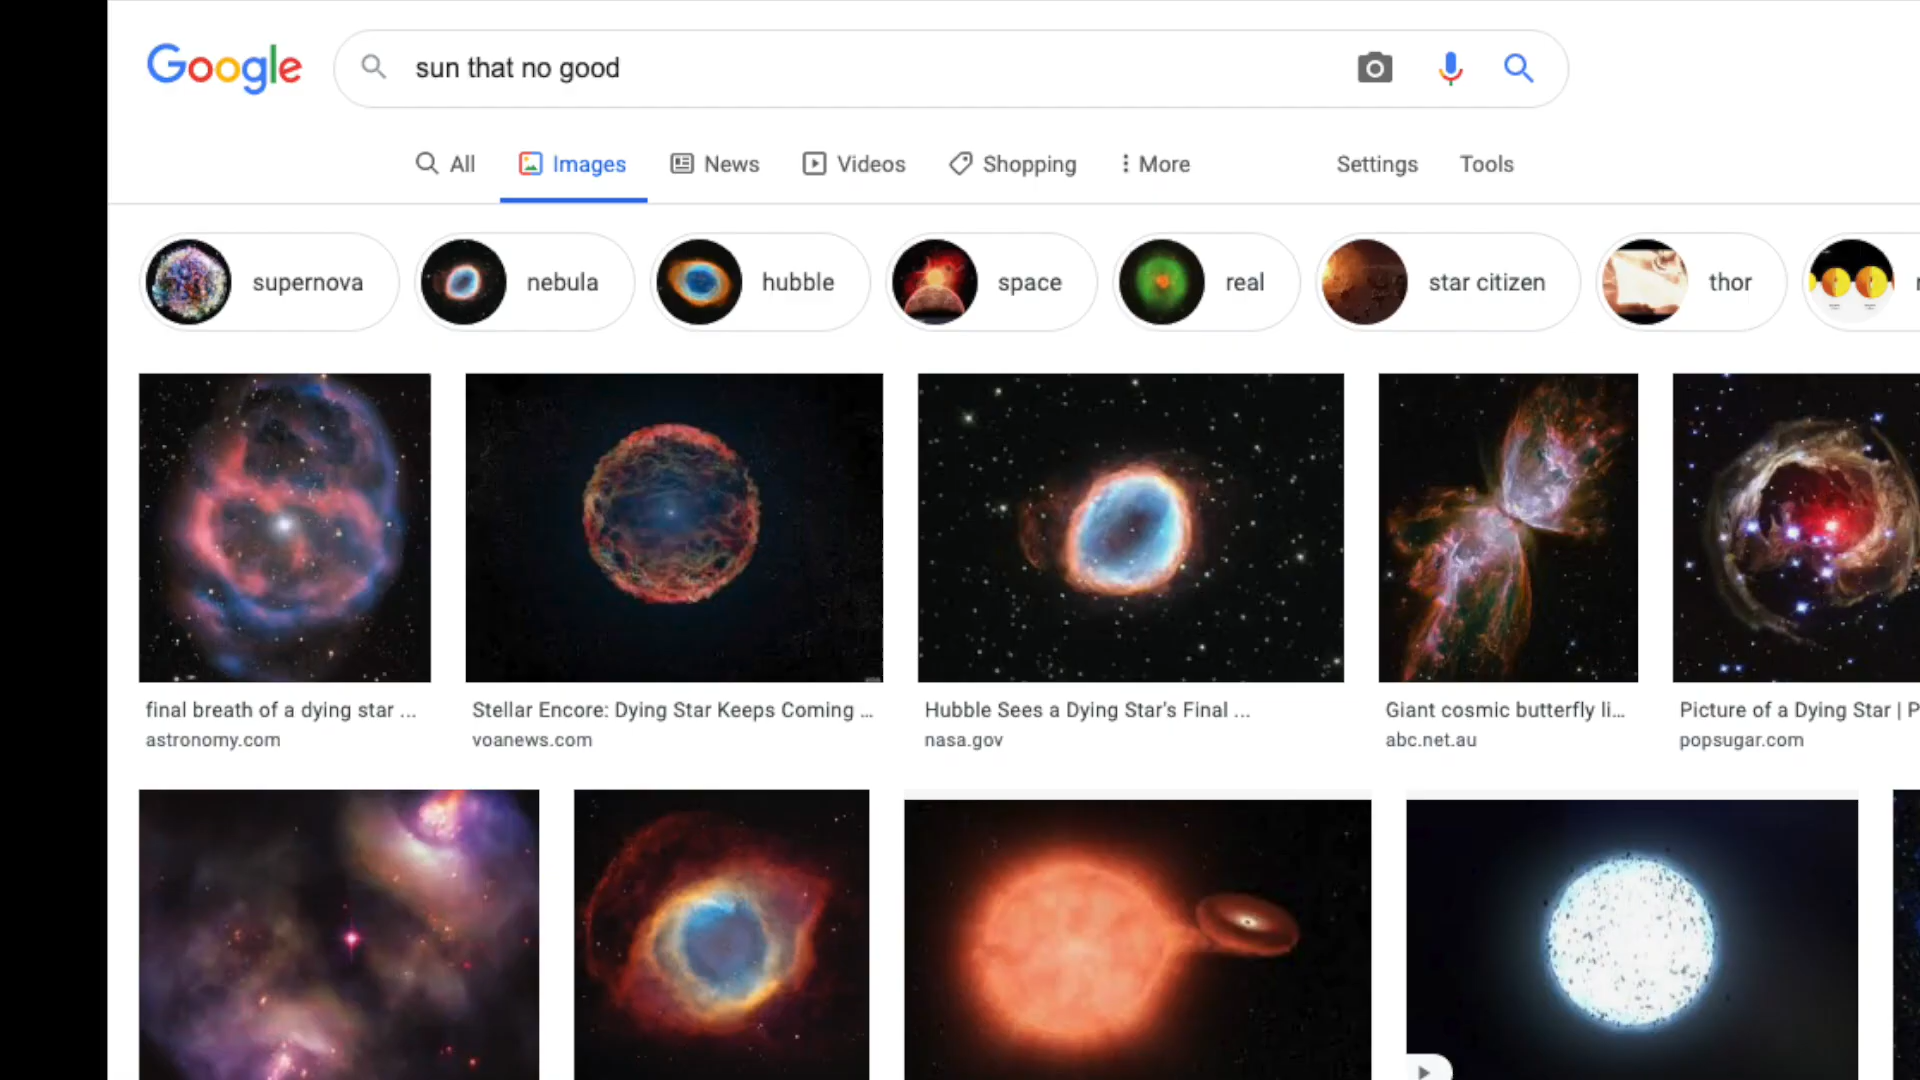 Google sun that no good
All Images News Videos Shopping More Settings Tools
supernova nebula hubble space real star citizen thor
final breath of a dying star ... Stellar Encore: Dying Star Keeps Coming ... Hubble Sees a Dying Star's Final ... Giant cosmic butterfly li... Picture of a Dying Star | P
astronomy.com voanews.com nasa.gov abc.net.au popsugar.com